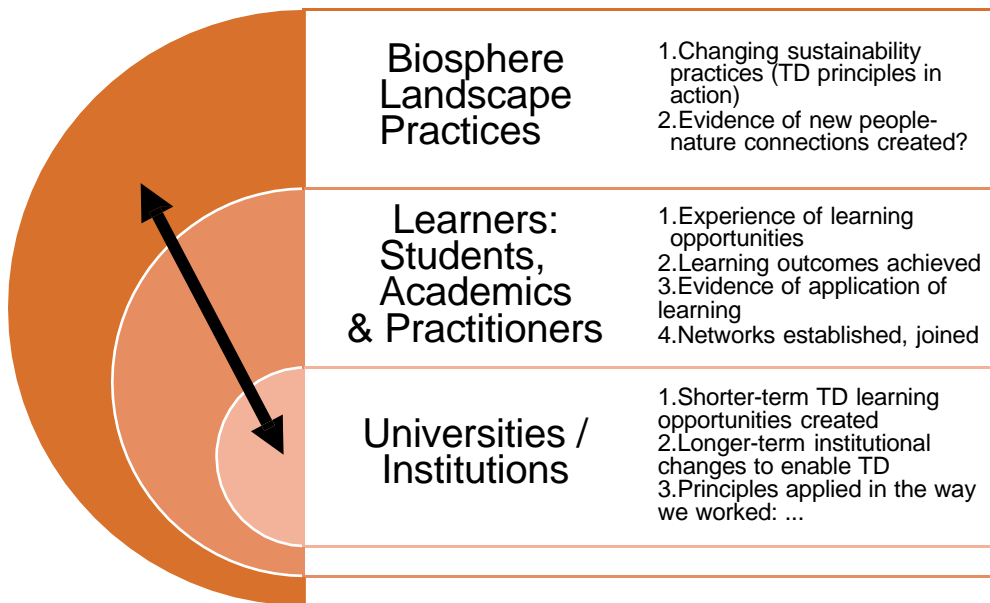 Biosphere
Landscape
Practices
1.Changing sustainability
practices (TD principles in
action)
2.Evidence of new people-
nature connections created?
Learners:
Students,
Academics
& Practitioners
1.Experience of learning
opportunities
2.Learning outcomes achieved
3.Evidence of application of
learning
4.Networks established, joined
Universities /
Institutions
1.Shorter-term TD learning
opportunities created
2.Longer-term institutional
changes to enable TD
3.Principles applied in the way
we worked: ...